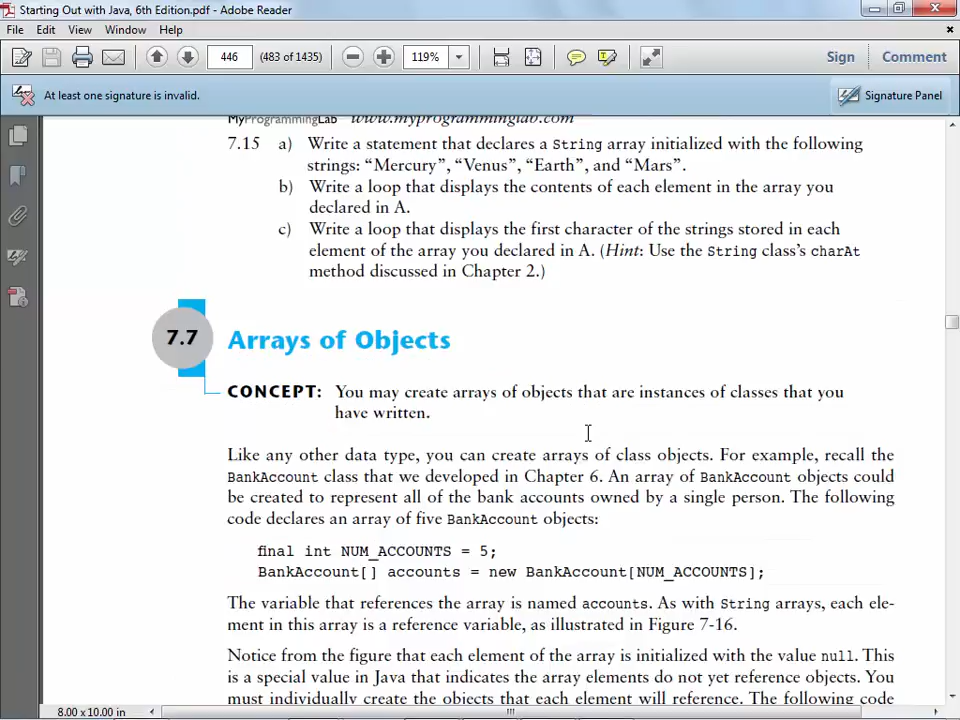 Starting Out with Java, 6th Edition.pdf - Adobe Reader
File Edit View Window Help
446 (483 of 1435) 119% Sign Comment
At least one signature is invalid. Signature Panel
MyProgrammingLab www.myprogramminglab.com
7.15 a) Write a statement that declares a String array initialized with the following
strings: “Mercury”, “Venus”, “Earth”, and “Mars”.
b) Write a loop that displays the contents of each element in the array you
declared in A.
c) Write a loop that displays the first character of the strings stored in each
element of the array you declared in A. (Hint: Use the String class’s charAt
method discussed in Chapter 2.)
7.7 Arrays of Objects
CONCEPT: You may create arrays of objects that are instances of classes that you
have written.
Like any other data type, you can create arrays of class objects. For example, recall the
BankAccount class that we developed in Chapter 6. An array of BankAccount objects could
be created to represent all of the bank accounts owned by a single person. The following
code declares an array of five BankAccount objects:
final int NUM_ACCOUNTS = 5;
BankAccount[] accounts = new BankAccount[NUM_ACCOUNTS];
The variable that references the array is named accounts. As with String arrays, each ele-
ment in this array is a reference variable, as illustrated in Figure 7-16.
Notice from the figure that each element of the array is initialized with the value null. This
is a special value in Java that indicates the array elements do not yet reference objects. You
must individually create the objects that each element will reference. The following code
8.00 x 10.00 in